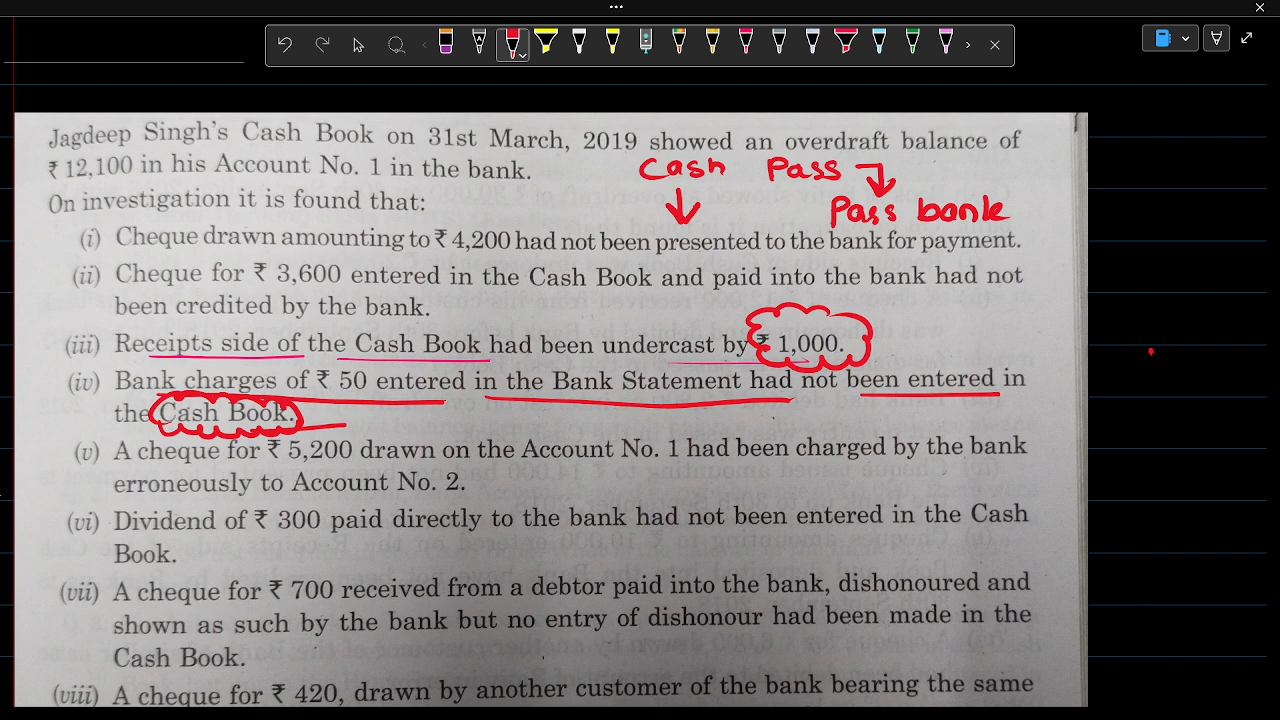 Jagdeep Singh's Cash Book on 31st March, 2019 showed an overdraft balance of
₹ 12,100 in his Account No. 1 in the bank.
cash Pass
Pass bank
On investigation it is found that:
(i) Cheque drawn amounting to ₹ 4,200 had not been presented to the bank for payment.
(ii) Cheque for ₹ 3,600 entered in the Cash Book and paid into the bank had not
been credited by the bank.
(iii) Receipts side of the Cash Book had been undercast by ₹ 1,000.
(iv) Bank charges of ₹ 50 entered in the Bank Statement had not been entered in
the Cash Book.
(v) A cheque for ₹ 5,200 drawn on the Account No. 1 had been charged by the bank
erroneously to Account No. 2.
(vi) Dividend of ₹ 300 paid directly to the bank had not been entered in the Cash
Book.
(vii) A cheque for ₹ 700 received from a debtor paid into the bank, dishonoured and
shown as such by the bank but no entry of dishonour had been made in the
Cash Book.
(viii) A cheque for ₹ 420, drawn by another customer of the bank bearing the same